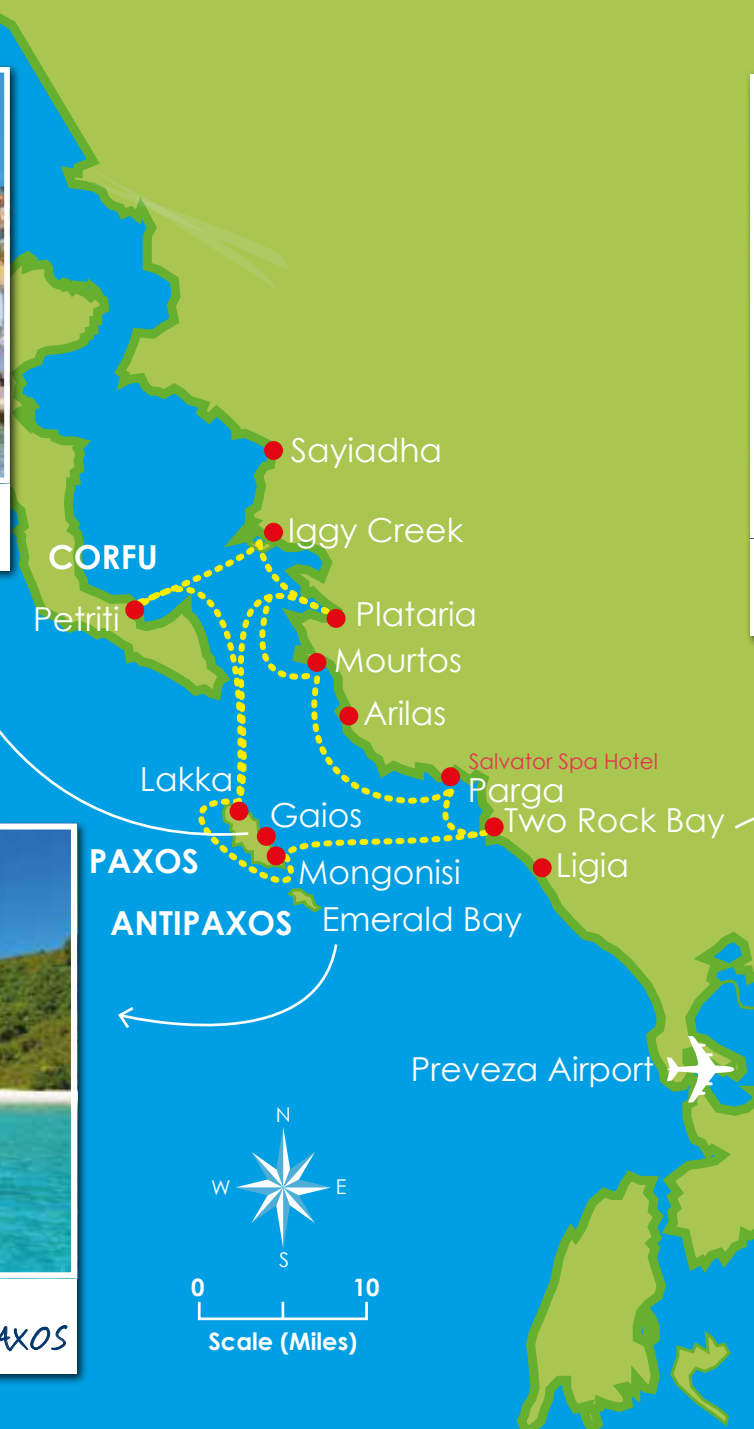 Sayiadha
Iggy Creek
CORFU
Petriti
Plataria
Mourtos
Arilas
Salvator Spa Hotel
Lakka
Parga
Gaios
Two Rock Bay
PAXOS
Mongonisi
Ligia
ANTIPAXOS
Emerald Bay
Preveza Airport
N
W
E
S
0
10
Scale (Miles)